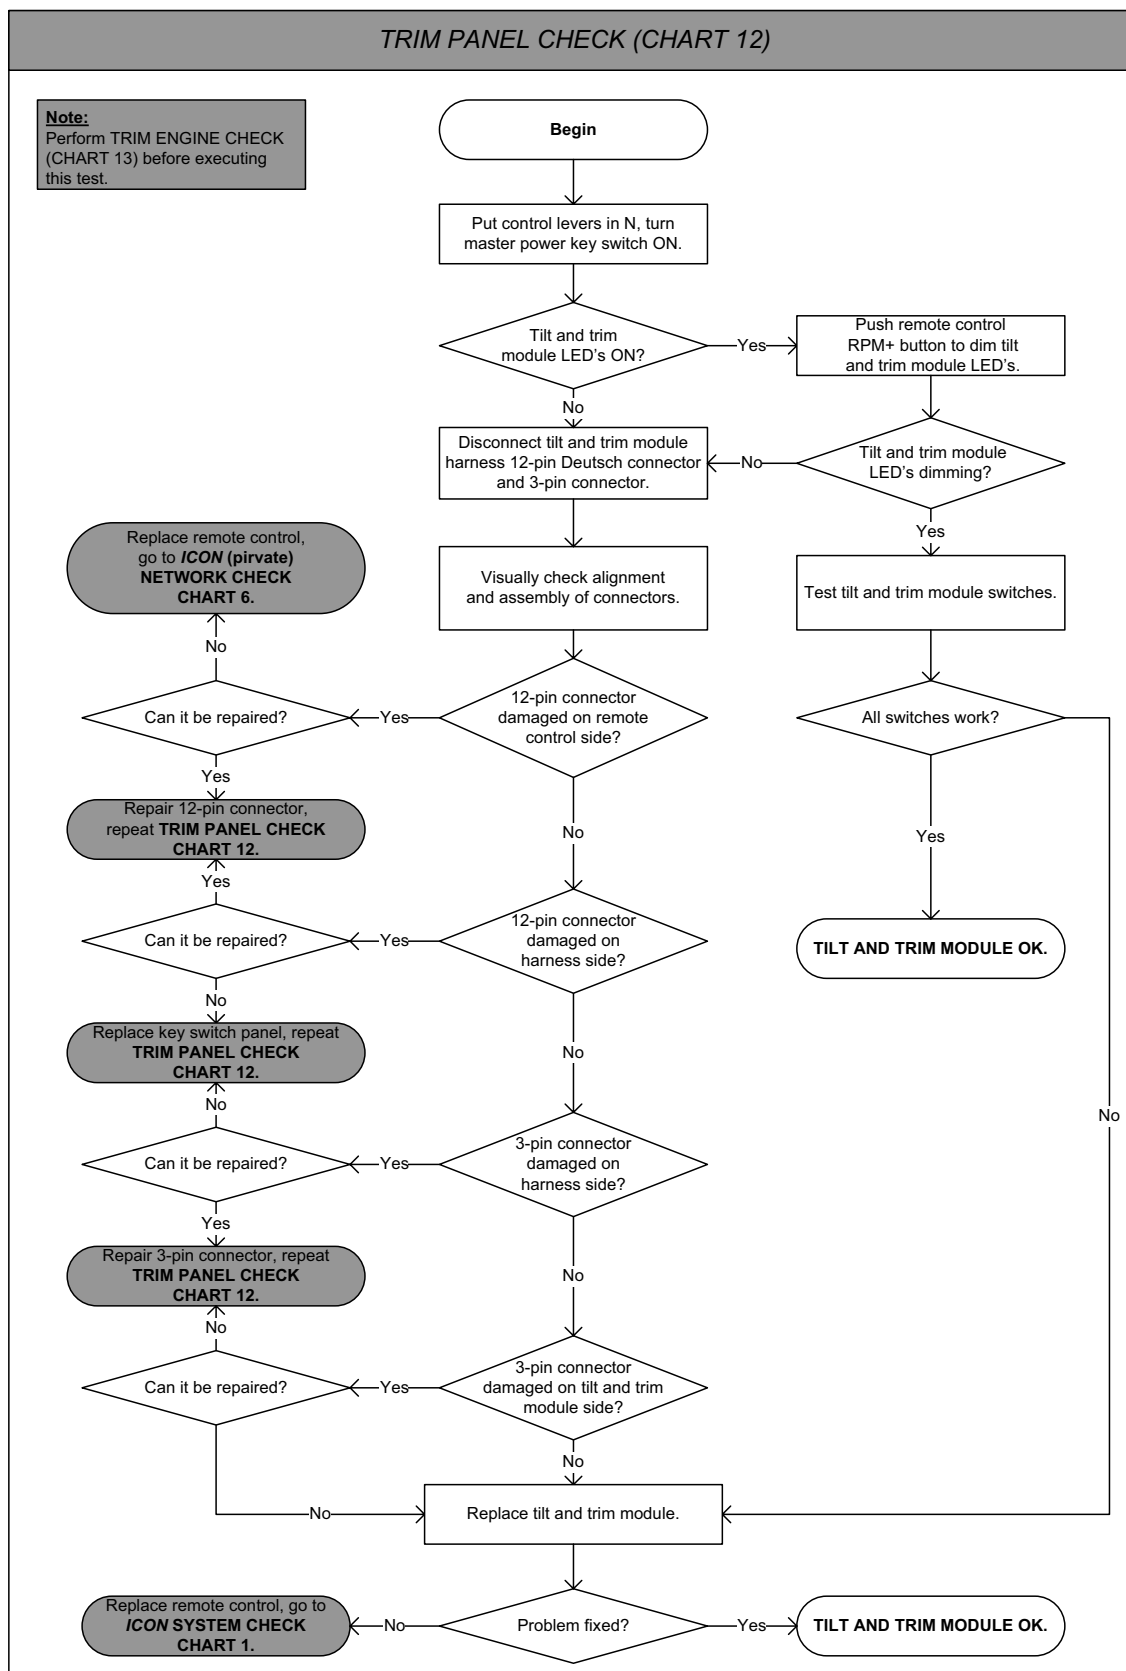 TRIM PANEL CHECK (CHART 12)
Note:
Perform TRIM ENGINE CHECK
(CHART 13) before executing
this test.
Begin
Put control levers in N, turn
master power key switch ON.
Tilt and trim
module LED's ON?
Yes
Push remote control
RPM+ button to dim tilt
and trim module LED's.
No
Disconnect tilt and trim module
harness 12-pin Deutsch connector
and 3-pin connector.
No
Tilt and trim module
LED's dimming?
Yes
Replace remote control,
go to ICON (pirvate)
NETWORK CHECK
CHART 6.
Visually check alignment
and assembly of connectors.
Test tilt and trim module switches.
No
Can it be repaired?
Yes
12-pin connector
damaged on remote
control side?
All switches work?
Yes
Repair 12-pin connector,
repeat TRIM PANEL CHECK
CHART 12.
No
Yes
Yes
Can it be repaired?
Yes
12-pin connector
damaged on
harness side?
TILT AND TRIM MODULE OK.
No
Replace key switch panel, repeat
TRIM PANEL CHECK
CHART 12.
No
No
No
Can it be repaired?
Yes
3-pin connector
damaged on
harness side?
Yes
Repair 3-pin connector, repeat
TRIM PANEL CHECK
CHART 12.
No
No
Can it be repaired?
Yes
3-pin connector
damaged on tilt and trim
module side?
No
No
Replace tilt and trim module.
Replace remote control, go to
ICON SYSTEM CHECK
CHART 1.
No
Problem fixed?
Yes
TILT AND TRIM MODULE OK.